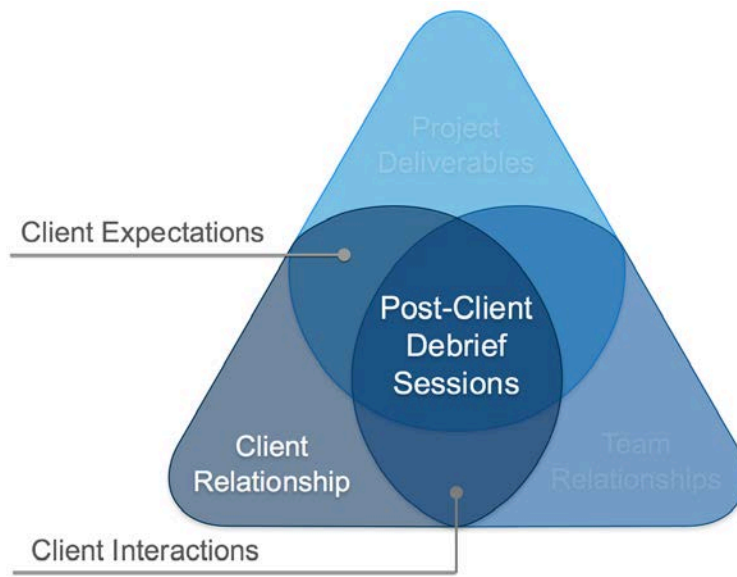 Project
Deliverables
Client Expectations
Post-Client
Debrief
Sessions
Client
Relationship
Team
Relationships
Client Interactions